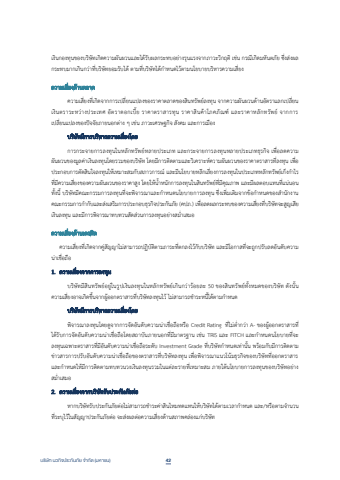 เงินกองทุนของบริษัทเกิดความผันผวนและได้รับผลกระทบอย่างรุนแรงจากภาวะวิกฤติ เช่น กรณีเกิดมหันตภัย ซึ่งส่งผล
กระทบมากเกินกว่าที่บริษัทยอมรับได้ ตามที่บริษัทได้กำหนดไว้ตามนโยบายบริหารความเสี่ยง
ความเสี่ยงด้านตลาด
ความเสี่ยงที่เกิดจากการเปลี่ยนแปลงของราคาตลาดของสินทรัพย์ลงทุน จากความผันผวนด้านอัตราแลกเปลี่ยน
เงินตราระหว่างประเทศ อัตราดอกเบี้ย ราคาตราสารทุน ราคาสินค้าโภคภัณฑ์ และราคาหลักทรัพย์ จากการ
เปลี่ยนแปลงของปัจจัยภายนอกต่าง ๆ เช่น ภาวะเศรษฐกิจ สังคม และการเมือง
บริษัทมีการบริหารความเสี่ยงโดย
การกระจายการลงทุนในหลักทรัพย์หลายประเภท และกระจายการลงทุนในหลายประเภทธุรกิจ เพื่อลดความ
ผันผวนของมูลค่าเงินลงทุนโดยรวมของบริษัท โดยมีการติดตามและวิเคราะห์ความผันผวนของราคาตราสารที่ลงทุน เพื่อ
ประกอบการตัดสินใจลงทุนให้เหมาะสมกับสถานการณ์ และมีนโยบายหลีกเลี่ยงการลงทุนในประเภทหลักทรัพย์เก็งกำไร
ที่มีความเสี่ยงของความผันผวนของราคาสูง โดยให้น้ำหนักการลงทุนในสินทรัพย์ที่มีคุณภาพ และมีผลตอบแทนที่แน่นอน
ทั้งนี้ บริษัทมีคณะกรรมการลงทุนที่จะพิจารณาและกำหนดนโยบายการลงทุน ซึ่งเพิ่มเติมจากข้อกำหนดของสำนักงาน
คณะกรรมการกำกับและส่งเสริมการประกอบธุรกิจประกันภัย (คปภ.) เพื่อลดผลกระทบของความเสี่ยงที่บริษัทจะสูญเสีย
เงินลงทุน และมีการพิจารณาทบทวนสัดส่วนการลงทุนอย่างสม่ำเสมอ
ความเสี่ยงด้านเครดิต
ความเสี่ยงที่เกิดจากคู่สัญญาไม่สามารถปฏิบัติตามภาระที่ตกลงไว้กับบริษัท และมีโอกาสที่จะถูกปรับลดอันดับความ
น่าเชื่อถือ
1. ความเสี่ยงจากการลงทุน
บริษัทมีสินทรัพย์อยู่ในรูปเงินลงทุนในหลักทรัพย์เกินกว่าร้อยละ 50 ของสินทรัพย์ทั้งหมดของบริษัท ดังนั้น
ความเสี่ยงอาจเกิดขึ้นจากผู้ออกตราสารที่บริษัทลงทุนไว้ ไม่สามารถชำระหนี้ได้ตามกำหนด
บริษัทมีการบริหารความเสี่ยงโดย
พิจารณาลงทุนโดยดูจากการจัดอันดับความน่าเชื่อถือหรือ Credit Rating ที่ไม่ต่ำกว่า A- ของผู้ออกตราสารที่
ได้รับการจัดอันดับความน่าเชื่อถือโดยสถาบันภายนอกที่มีมาตรฐาน เช่น TRIS และ FITCH และกำหนดนโยบายที่จะ
ลงทุนเฉพาะตราสารที่มีอันดับความน่าเชื่อถือระดับ Investment Grade ที่บริษัทกำหนดเท่านั้น พร้อมกับมีการติดตาม
ข่าวสารการปรับอันดับความน่าเชื่อถือของตราสารที่บริษัทลงทุน เพื่อพิจารณาแนวโน้มธุรกิจของบริษัทที่ออกตราสาร
และกำหนดให้มีการติดตามทบทวนวงเงินลงทุนรวมในแต่ละรายที่เหมาะสม ภายใต้นโยบายการลงทุนของบริษัทอย่าง
สม่ำเสมอ
2. ความเสี่ยงจากบริษัทรับประกันภัยต่อ
หากบริษัทรับประกันภัยต่อไม่สามารถชำระค่าสินไหมทดแทนให้บริษัทได้ตามเวลากำหนด และ/หรือตามจำนวน
ที่ระบุไว้ในสัญญาประกันภัยต่อ จะส่งผลต่อความเสี่ยงด้านสภาพคล่องแก่บริษัท
บริษัท นวกิจประกันภัย จำกัด (มหาชน)